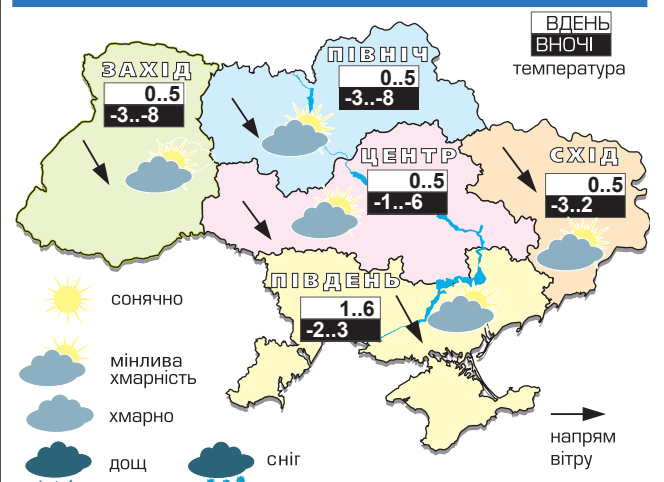 ВДЕНЬ
ВНОЧІ
температура
ЗАХІД
0..5
-3..-8
ПІВНІЧ
0..5
-3..-8
ЦЕНТР
0..5
-1..-6
СХІД
0..5
-3..2
ПІВДЕНЬ
1..6
-2..3
сонячно
мінлива
хмарність
хмарно
дощ
сніг
напрям
вітру